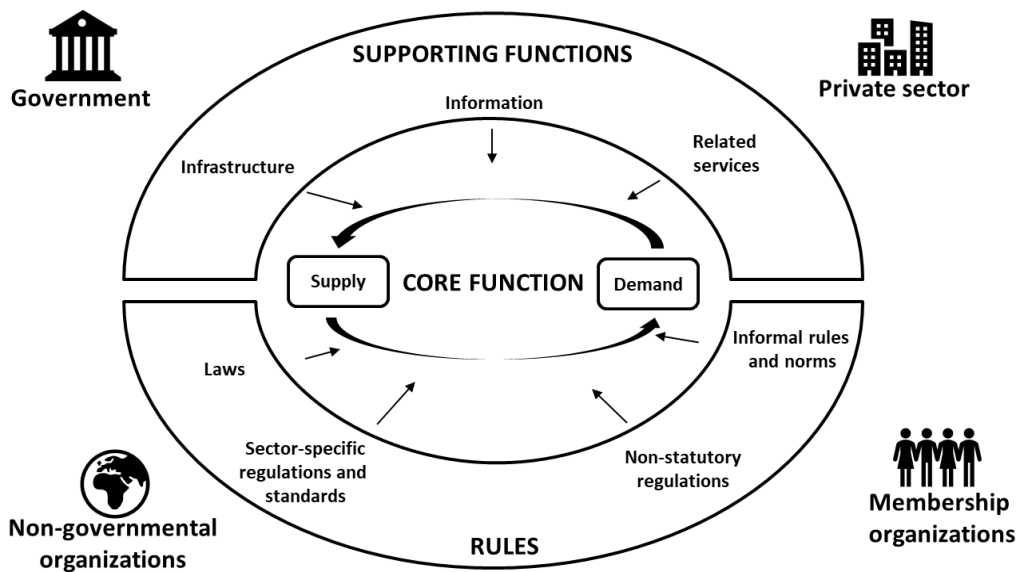 SUPPORTING FUNCTIONS
Government
Private sector
Information
Related
services
Infrastructure
Supply
CORE FUNCTION
Demand
Informal rules
and norms
Laws
Sector-specific
regulations and
standards
Non-statutory
regulations
Non-governmental
organizations
Membership
organizations
RULES